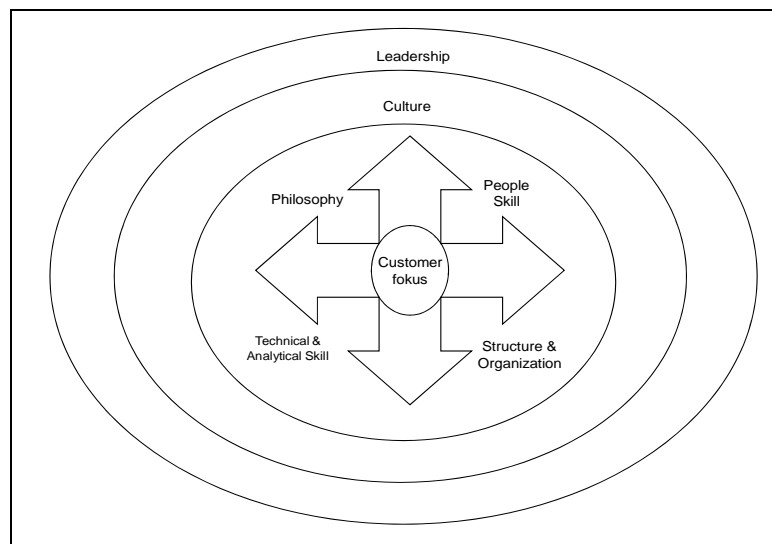 Leadership
Culture
Philosophy
People
Skill
Customer
fokus
Technical &
Analytical Skill
Structure &
Organization